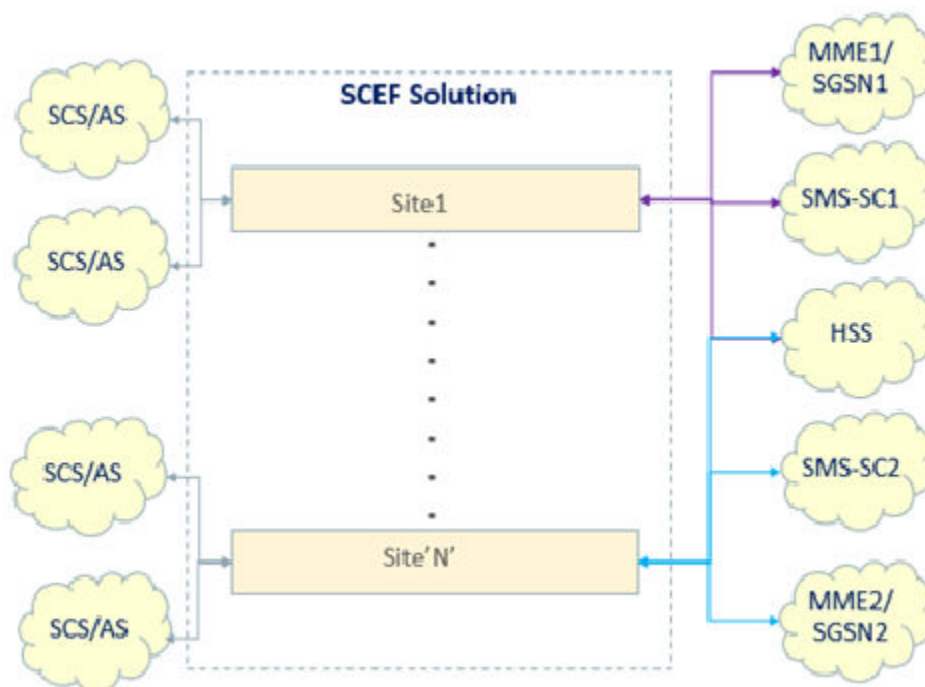 SCEF Solution
SCS/AS
SCS/AS
SCS/AS
SCS/AS
Site1
Site'N'
MME1/
SGSN1
SMS-SC1
HSS
SMS-SC2
MME2/
SGSN2